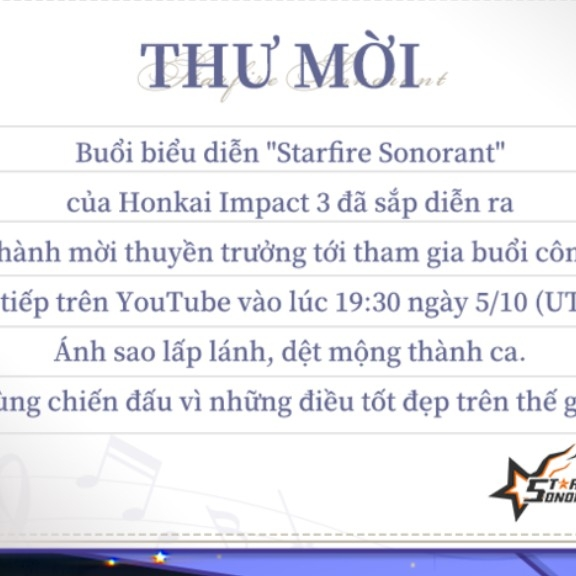 THƯ MỜI
Starfire Sonorant
Buổi biểu diễn "Starfire Sonorant"
của Honkai Impact 3 đã sắp diễn ra
hành mời thuyền trưởng tới tham gia buổi côn
tiếp trên YouTube vào lúc 19:30 ngày 5/10 (UT
Ánh sao lấp lánh, dệt mộng thành ca.
ùng chiến đấu vì những điều tốt đẹp trên thế g